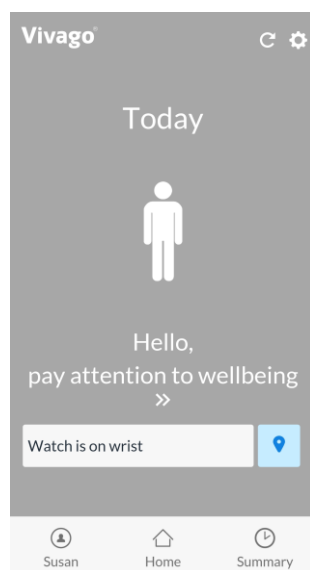 Vivago
Today
Hello,
pay attention to wellbeing
»
Watch is on wrist
Susan
Home
Summary